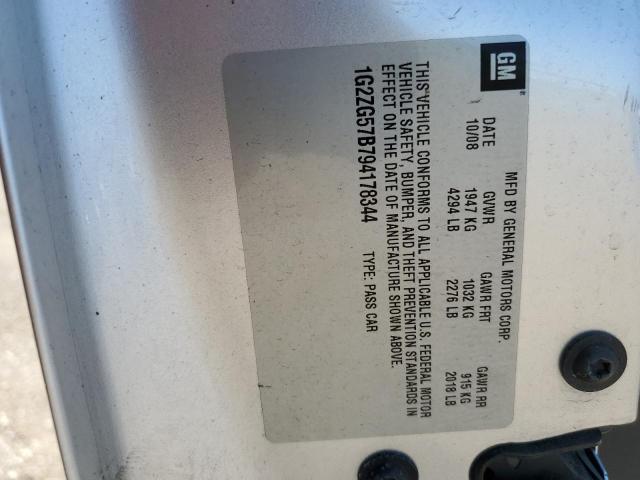 GM
MFD BY GENERAL MOTORS CORP.
DATE GVWR GAWR FRT GAWR RR
10/08 1947 KG 1032 KG 915 KG
4294 LB 2276 LB 2018 LB
THIS VEHICLE CONFORMS TO ALL APPLICABLE U.S. FEDERAL MOTOR
VEHICLE SAFETY, BUMPER, AND THEFT PREVENTION STANDARDS IN
EFFECT ON THE DATE OF MANUFACTURE SHOWN ABOVE.
1G2ZG57B794178344 TYPE: PASS CAR